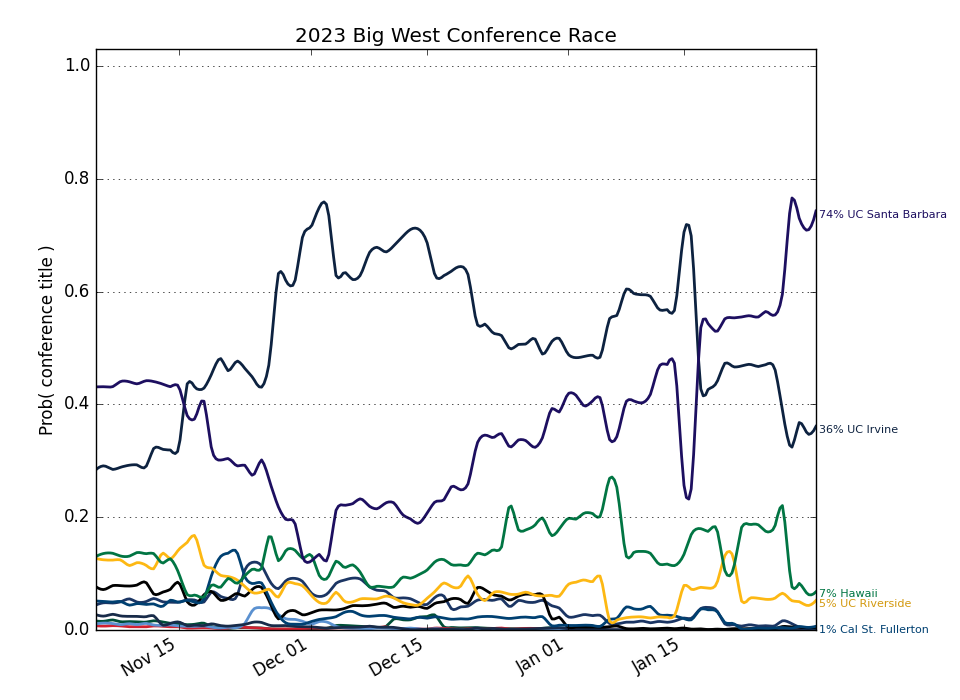 2023 Big West Conference Race
Prob( conference title )
1.0
0.8
0.6
0.4
0.2
0.0
Nov 15
Dec 01
Dec 15
Jan 01
Jan 15
74% UC Santa Barbara
36% UC Irvine
7% Hawaii
5% UC Riverside
1% Cal St. Fullerton